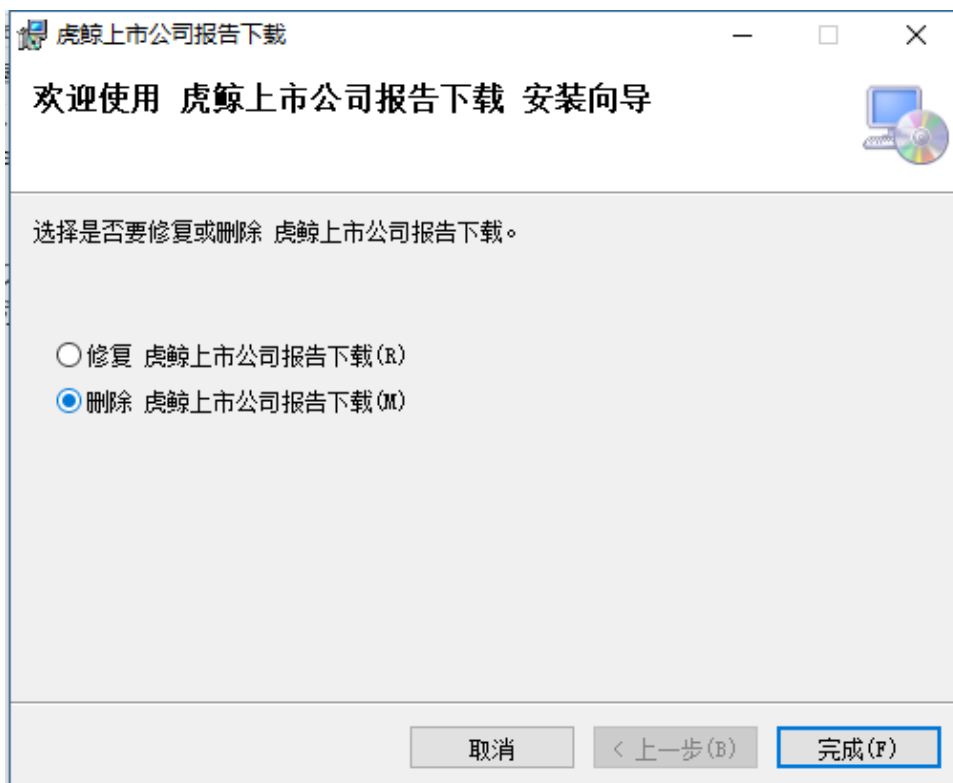 虎鲸上市公司报告下载
欢迎使用 虎鲸上市公司报告下载 安装向导
选择是否要修复或删除 虎鲸上市公司报告下载。
修复 虎鲸上市公司报告下载(R)
删除 虎鲸上市公司报告下载(M)
取消
< 上一步(B)
完成(F)